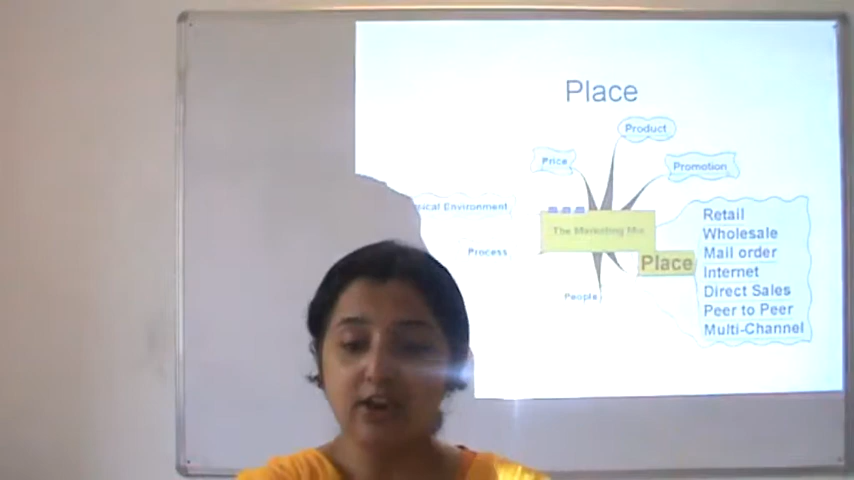 Place
Product
Price
Promotion
Environment
The Marketing Mix
Process
Place
People
Retail
Wholesale
Mail order
Internet
Direct Sales
Peer to Peer
Multi-Channel